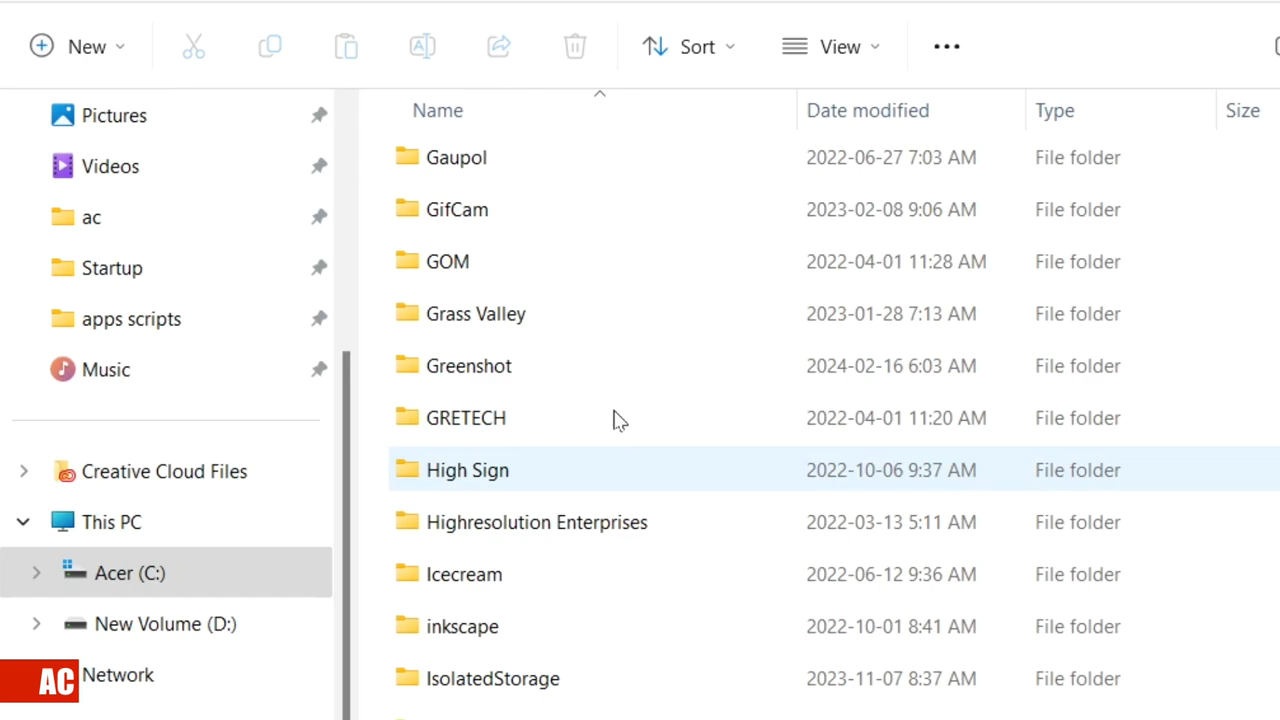 New Sort View
Name Date modified Type Size
Pictures
Videos
ac
Startup
apps scripts
Music
Creative Cloud Files
This PC
Acer (C:)
New Volume (D:)
Network
AC
Gaupol 2022-06-27 7:03 AM File folder
GifCam 2023-02-08 9:06 AM File folder
GOM 2022-04-01 11:28 AM File folder
Grass Valley 2023-01-28 7:13 AM File folder
Greenshot 2024-02-16 6:03 AM File folder
GRETECH 2022-04-01 11:20 AM File folder
High Sign 2022-10-06 9:37 AM File folder
Highresolution Enterprises 2022-03-13 5:11 AM File folder
Icecream 2022-06-12 9:36 AM File folder
inkscape 2022-10-01 8:41 AM File folder
IsolatedStorage 2023-11-07 8:37 AM File folder